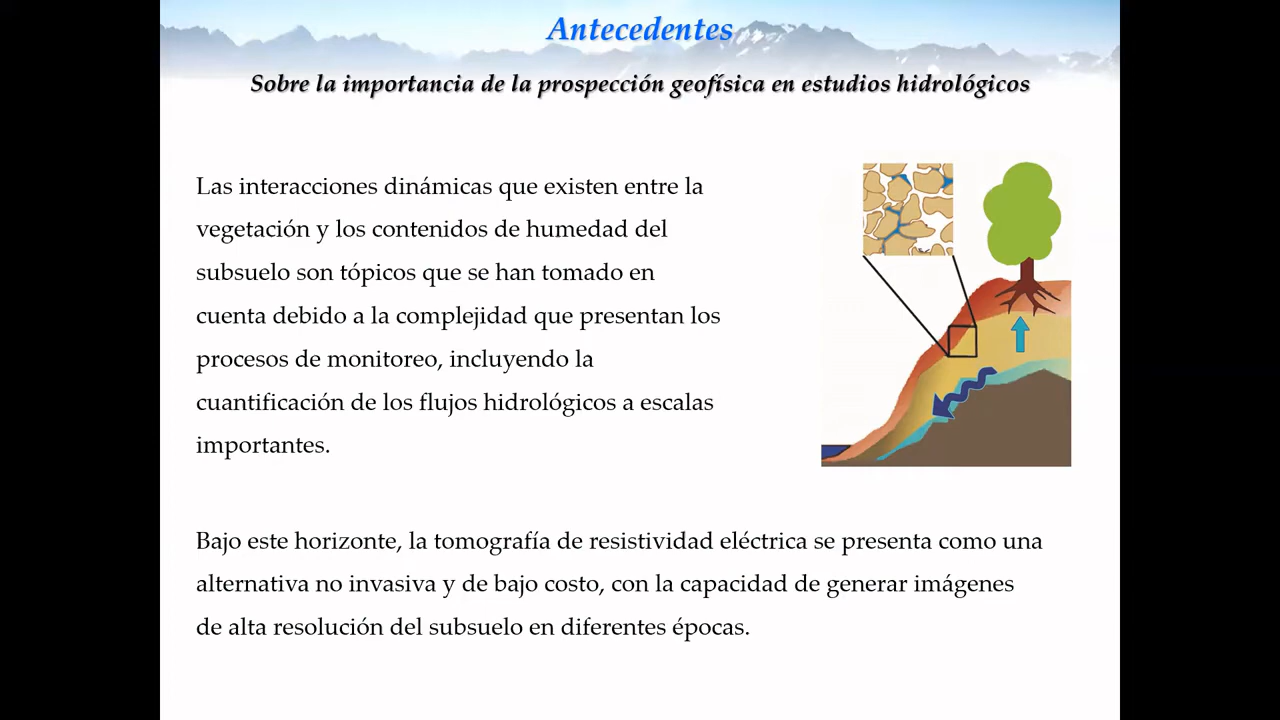 Antecedentes
Sobre la importancia de la prospección geofísica en estudios hidrológicos
Las interacciones dinámicas que existen entre la
vegetación y los contenidos de humedad del
subsuelo son tópicos que se han tomado en
cuenta debido a la complejidad que presentan los
procesos de monitoreo, incluyendo la
cuantificación de los flujos hidrológicos a escalas
importantes.
Bajo este horizonte, la tomografía de resistividad eléctrica se presenta como una
alternativa no invasiva y de bajo costo, con la capacidad de generar imágenes
de alta resolución del subsuelo en diferentes épocas.